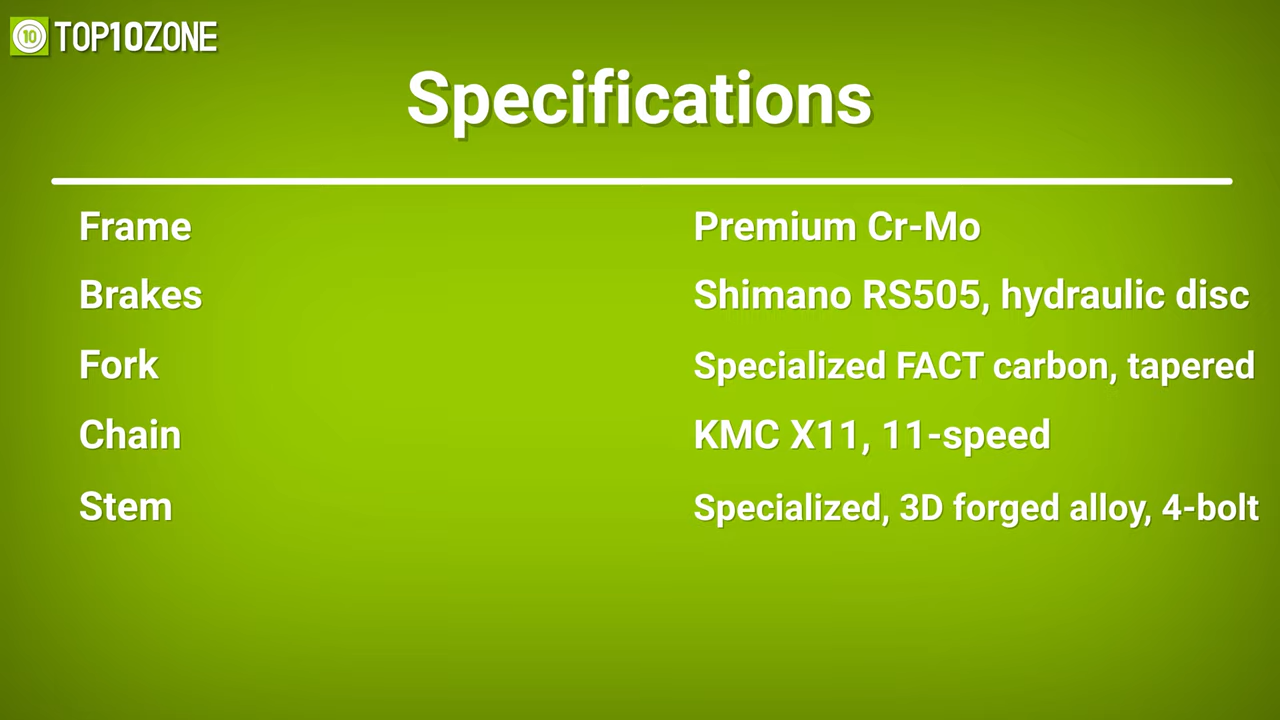 10 TOP10ZONE
Specifications
Frame Premium Cr-Mo
Brakes Shimano RS505, hydraulic disc
Fork Specialized FACT carbon, tapered
Chain KMC X11, 11-speed
Stem Specialized, 3D forged alloy, 4-bolt